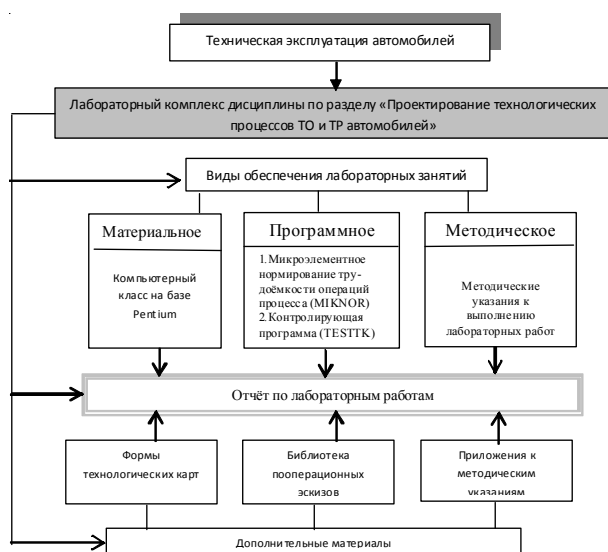 Техническая эксплуатация автомобилей
Лабораторный комплекс дисциплины по разделу «Проектирование технологических
процессов ТО и ТР автомобилей»
Виды обеспечения лабораторных занятий
Материальное
Компьютерный
класс на базе
Pentium
Программное
1.Микроэлементное
нормирование тру-
доёмкости операций
процесса (MIKNOR)
2.Контролирующая
программа (TESTTK)
Методическое
Методические
указания к
выполнению
лабораторных работ
Отчёт по лабораторным работам
Формы
технологических карт
Библиотека
пооперационных
эскизов
Приложения к
методическим
указаниям
Дополнительные материалы